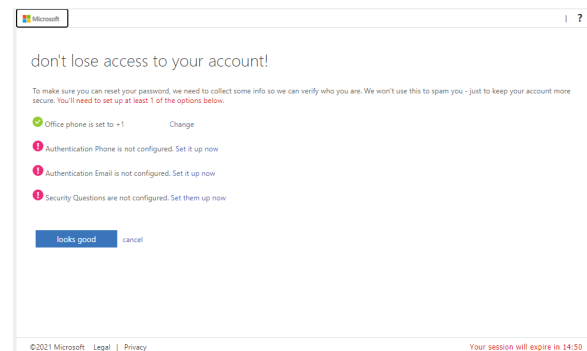 Microsoft
| ?
don't lose access to your account!
To make sure you can reset your password, we need to collect some info so we can verify who you are. We won't use this to spam you - just to keep your account more
secure. You'll need to set up at least 1 of the options below.
Office phone is set to +1 Change
! Authentication Phone is not configured. Set it up now
! Authentication Email is not configured. Set it up now
! Security Questions are not configured. Set them up now
looks good cancel
©2021 Microsoft Legal | Privacy Your session will expire in 14:50